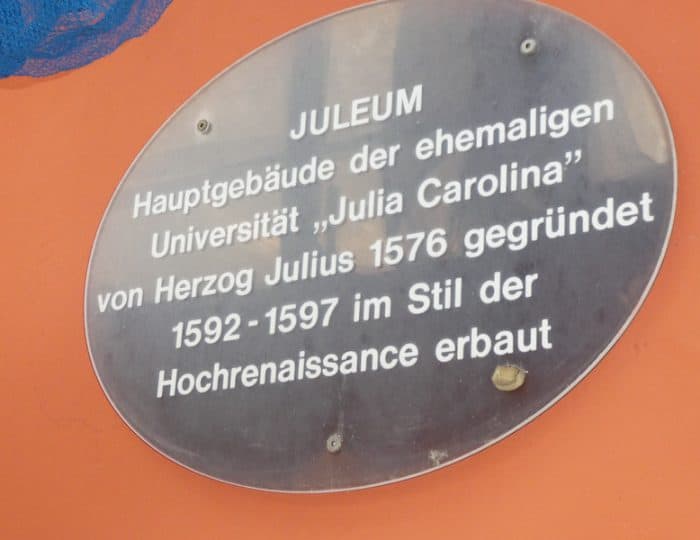 JULEUM
Hauptgebäude der ehemaligen
Universität „Julia Carolina”
von Herzog Julius 1576 gegründet
1592-1597 im Stil der
Hochrenaissance erbaut